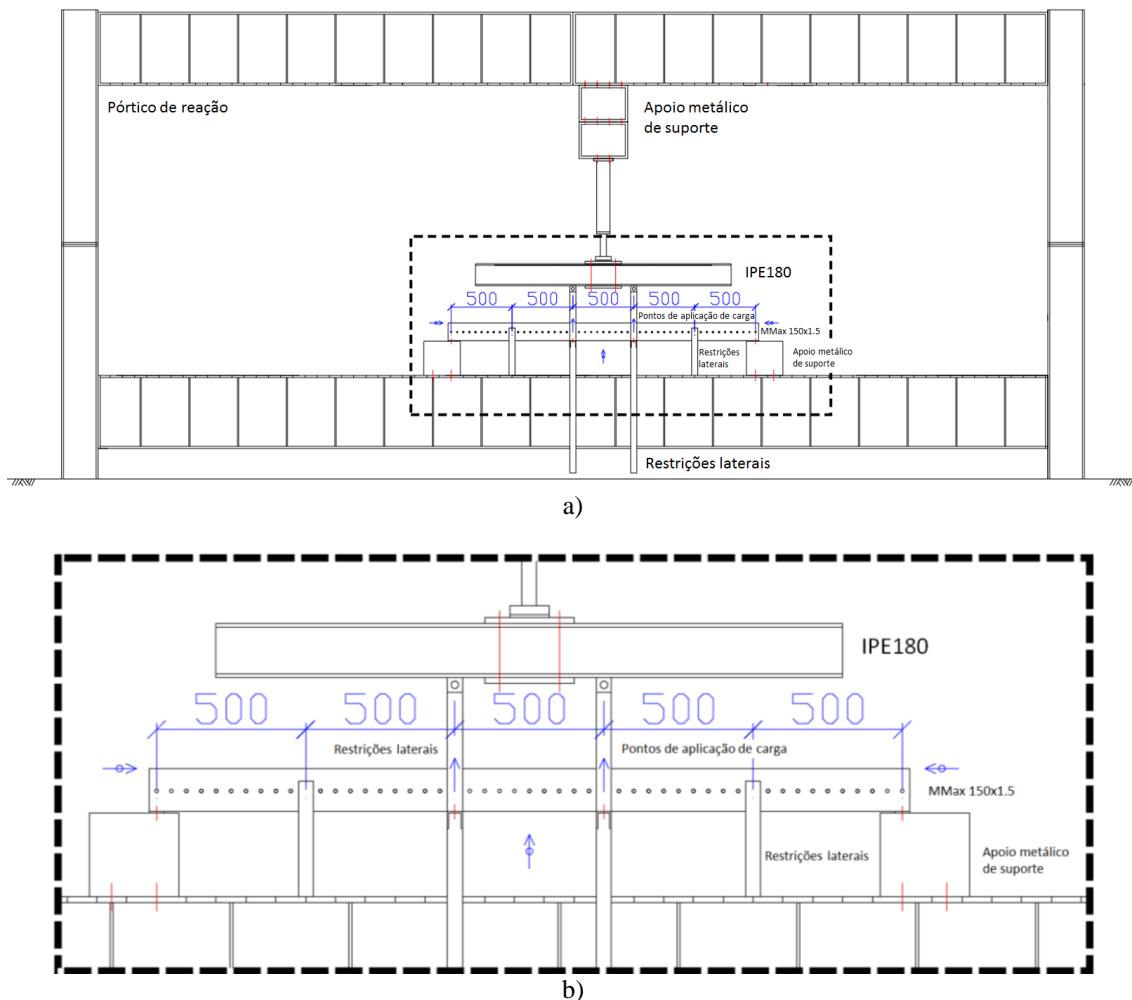 Pórtico de reação
Apoio metálico
de suporte
IPE180
500 500 500 500 500
Pontos de aplicação de carga
MMax 150x1.5
Restrições
laterais
Apoio metálico
de suporte
Restrições laterais
a)
IPE180
500 500 500 500 500
Restrições laterais
Pontos de aplicação de carga
MMax 150x1.5
Restrições laterais
Apoio metálico
de suporte
b)